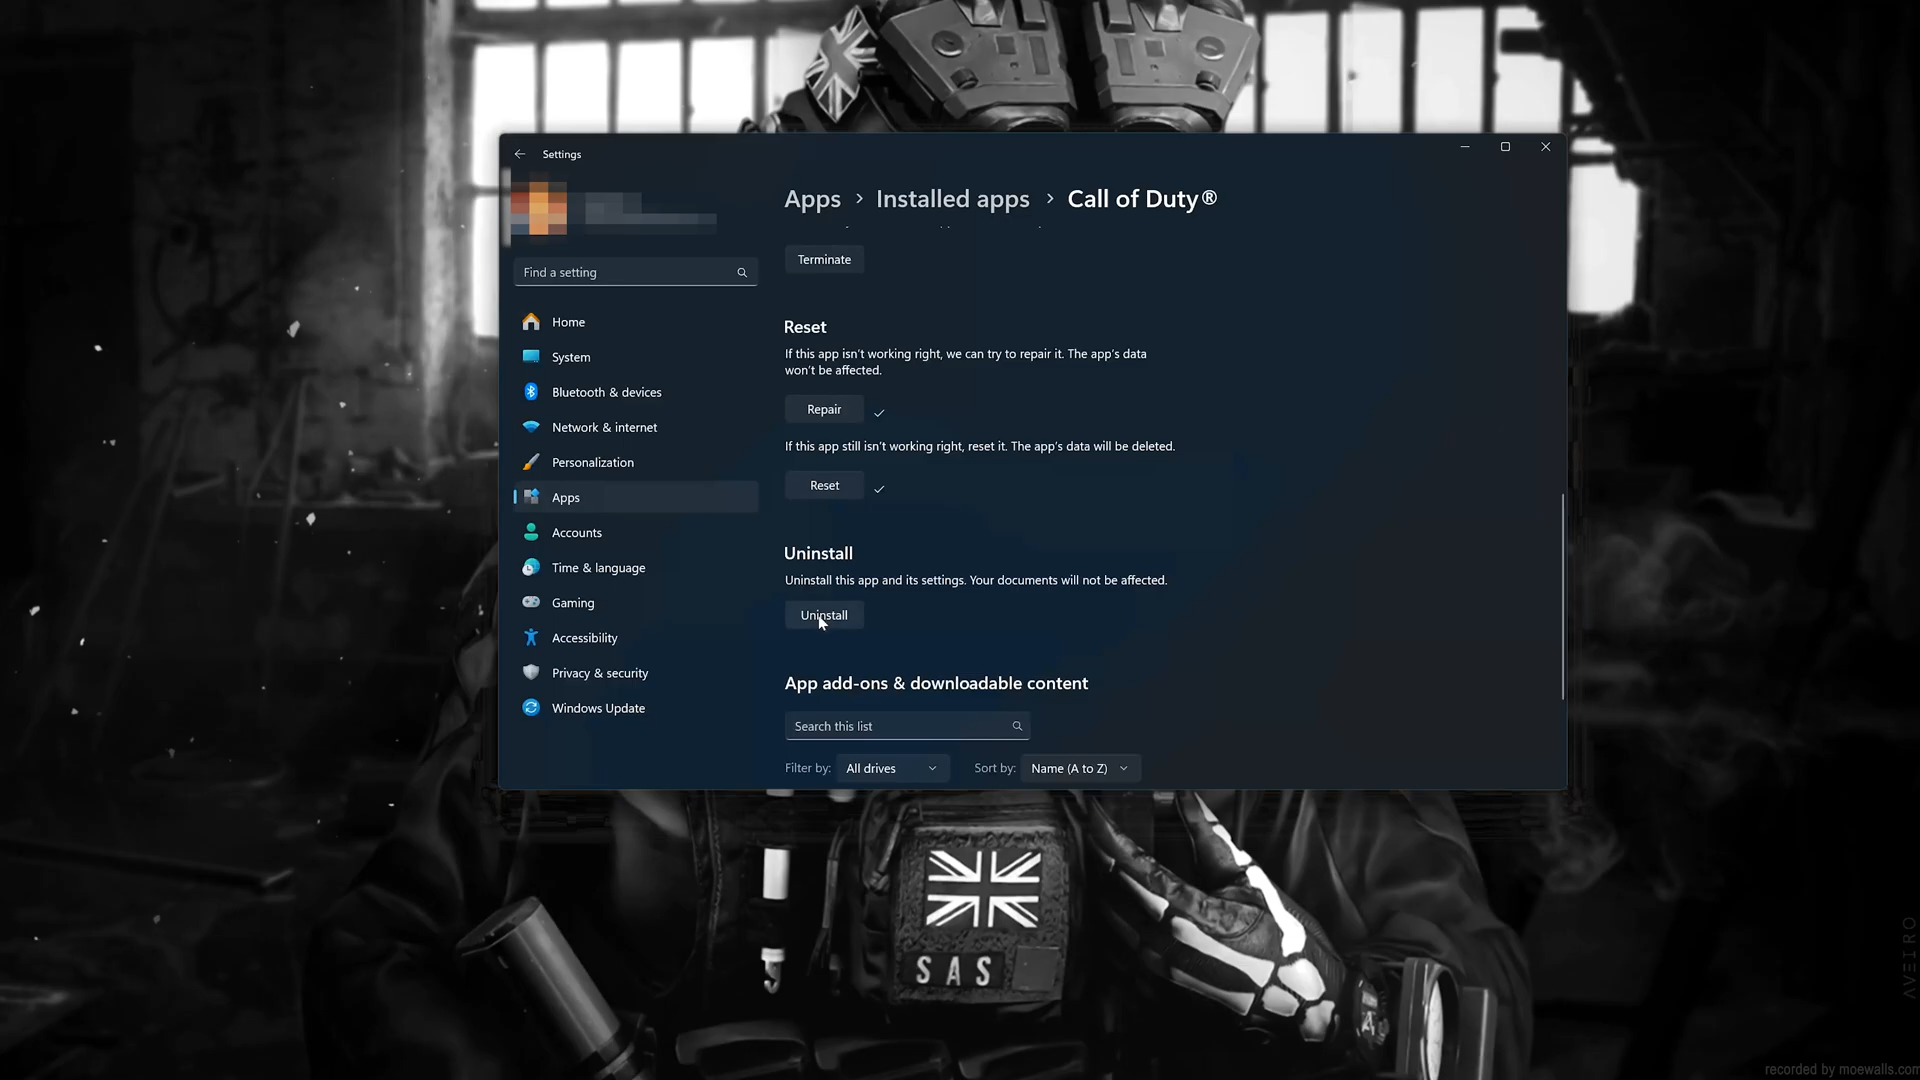 Settings
Apps > Installed apps > Call of Duty®
Terminate
Find a setting
Home
System
Bluetooth & devices
Network & internet
Personalization
Apps
Accounts
Time & language
Gaming
Accessibility
Privacy & security
Windows Update
Reset
If this app isn't working right, we can try to repair it. The app's data
won't be affected.
Repair
If this app still isn't working right, reset it. The app's data will be deleted.
Reset
Uninstall
Uninstall this app and its settings. Your documents will not be affected.
Uninstall
App add-ons & downloadable content
Search this list
Filter by: All drives Sort by: Name (A to Z)
SAS
AVEIRO
recorded by moewalls.com